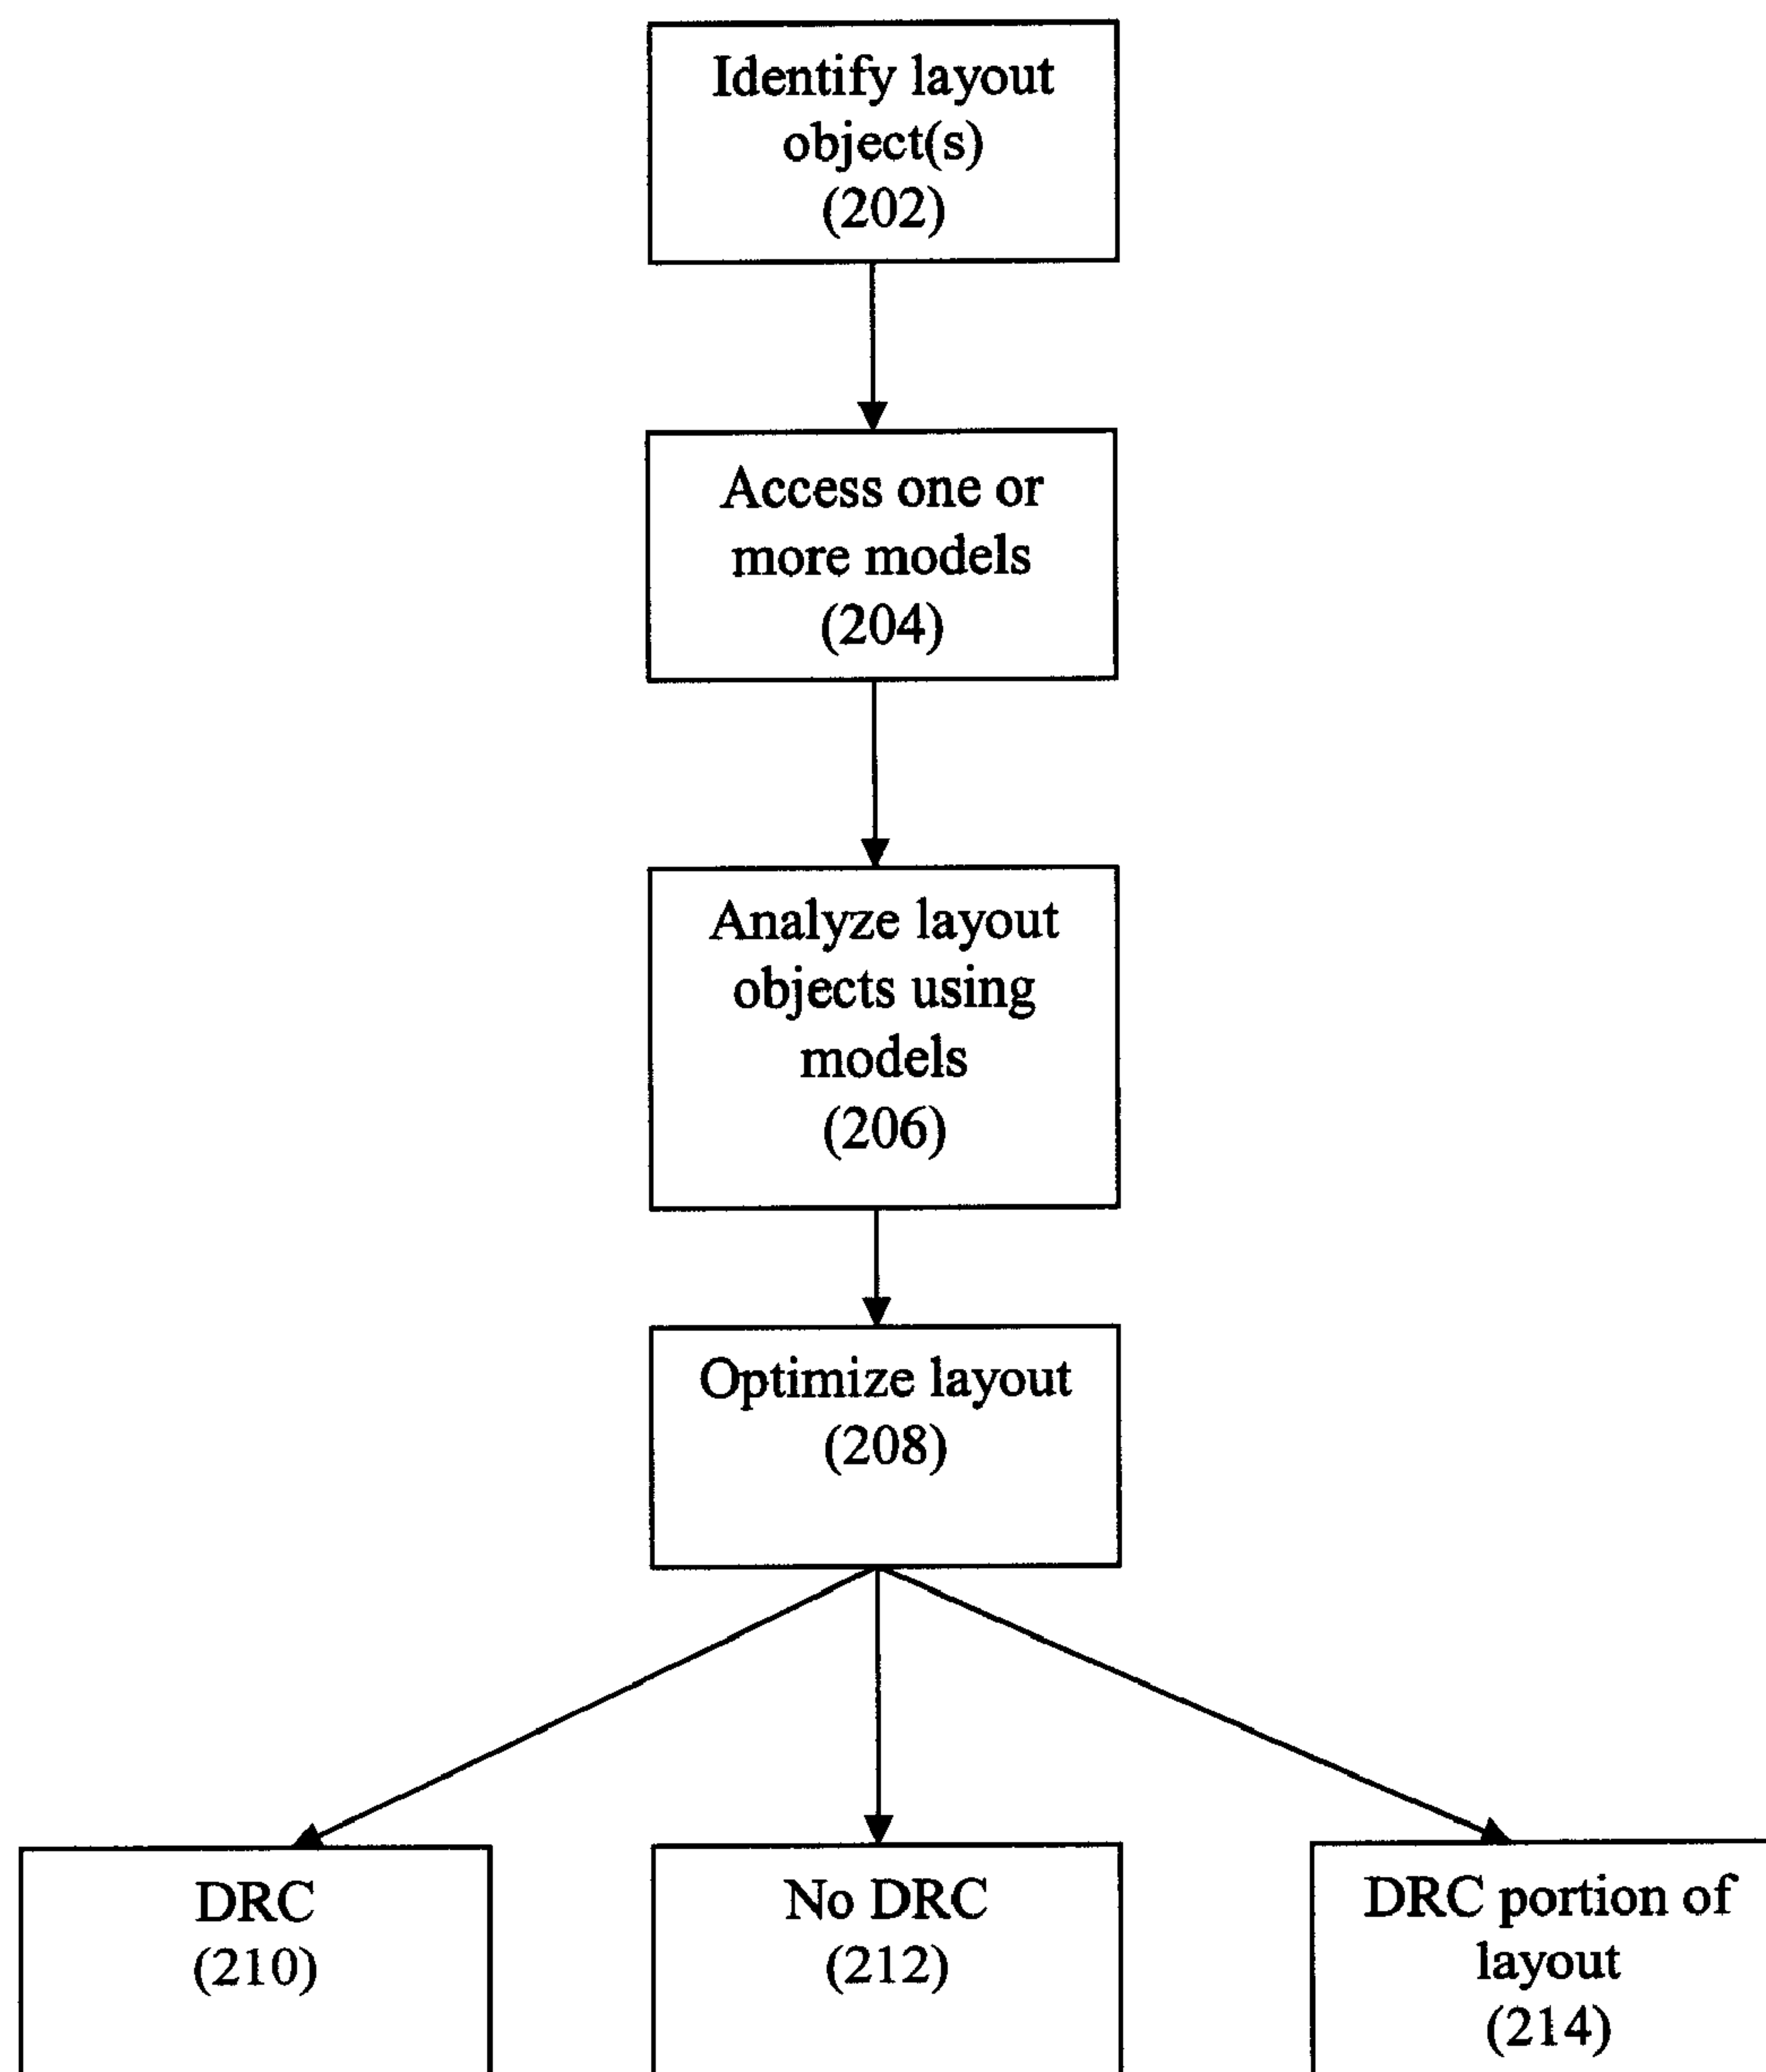 Identify layout
object(s)
(202)
Access one or
more models
(204)
Analyze layout
objects using
models
(206)
Optimize layout
(208)
DRC
(210)
No DRC
(212)
DRC portion of
layout
(214)